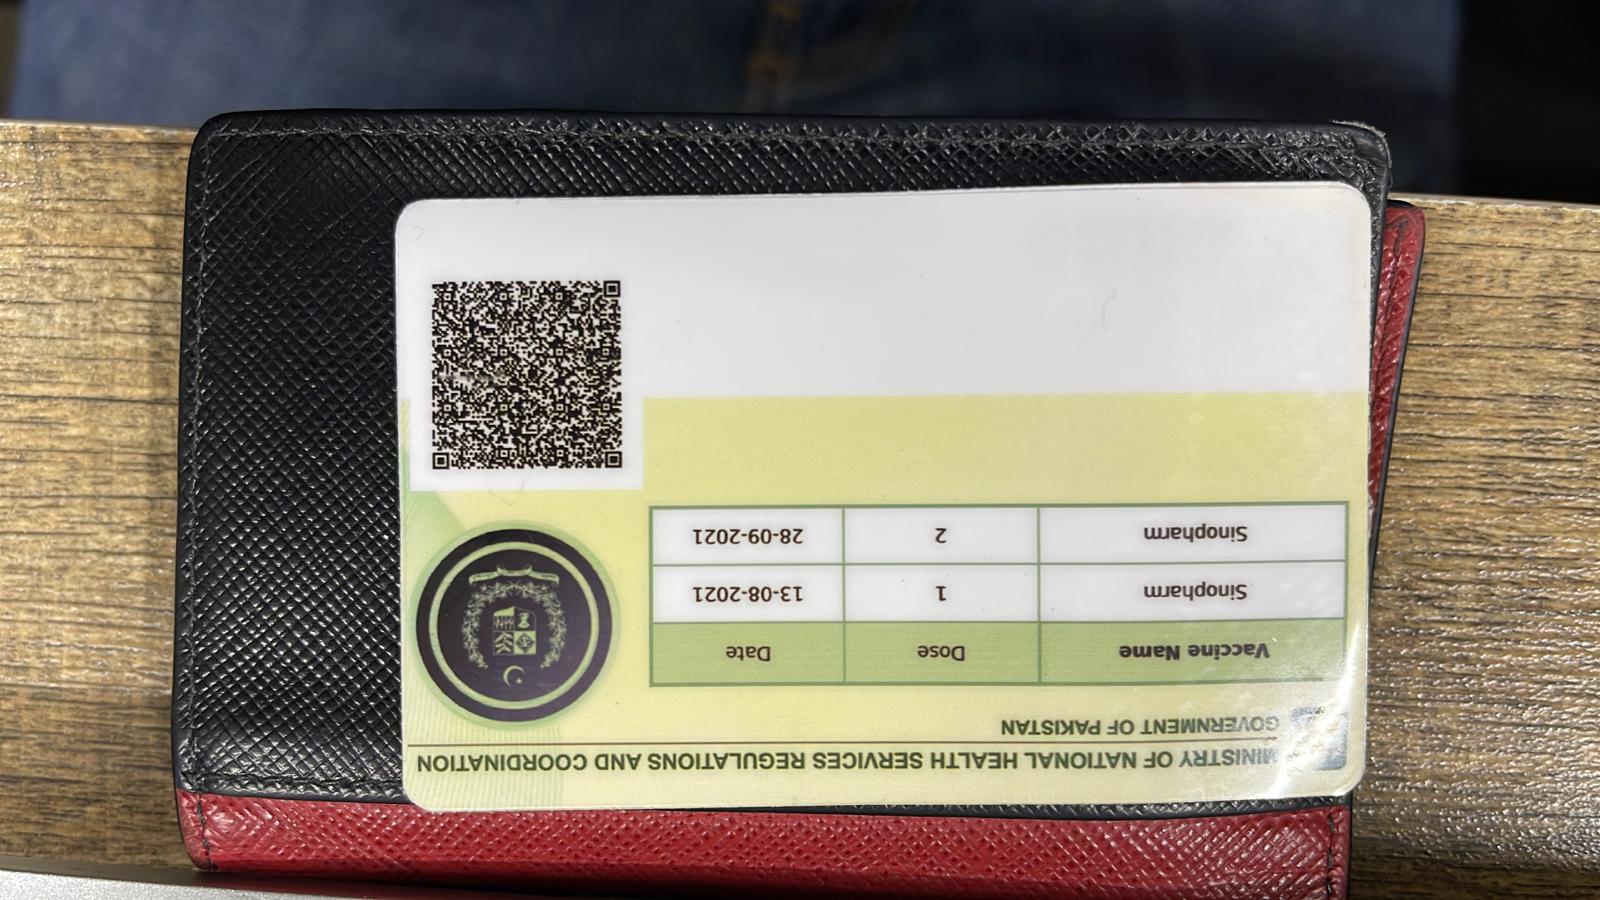 MINISTRY OF NATIONAL HEALTH SERVICES REGULATIONS AND COORDINATION
GOVERNMENT OF PAKISTAN
Vaccine Name Dose Date
Sinopharm 1 13-08-2021
Sinopharm 2 28-09-2021